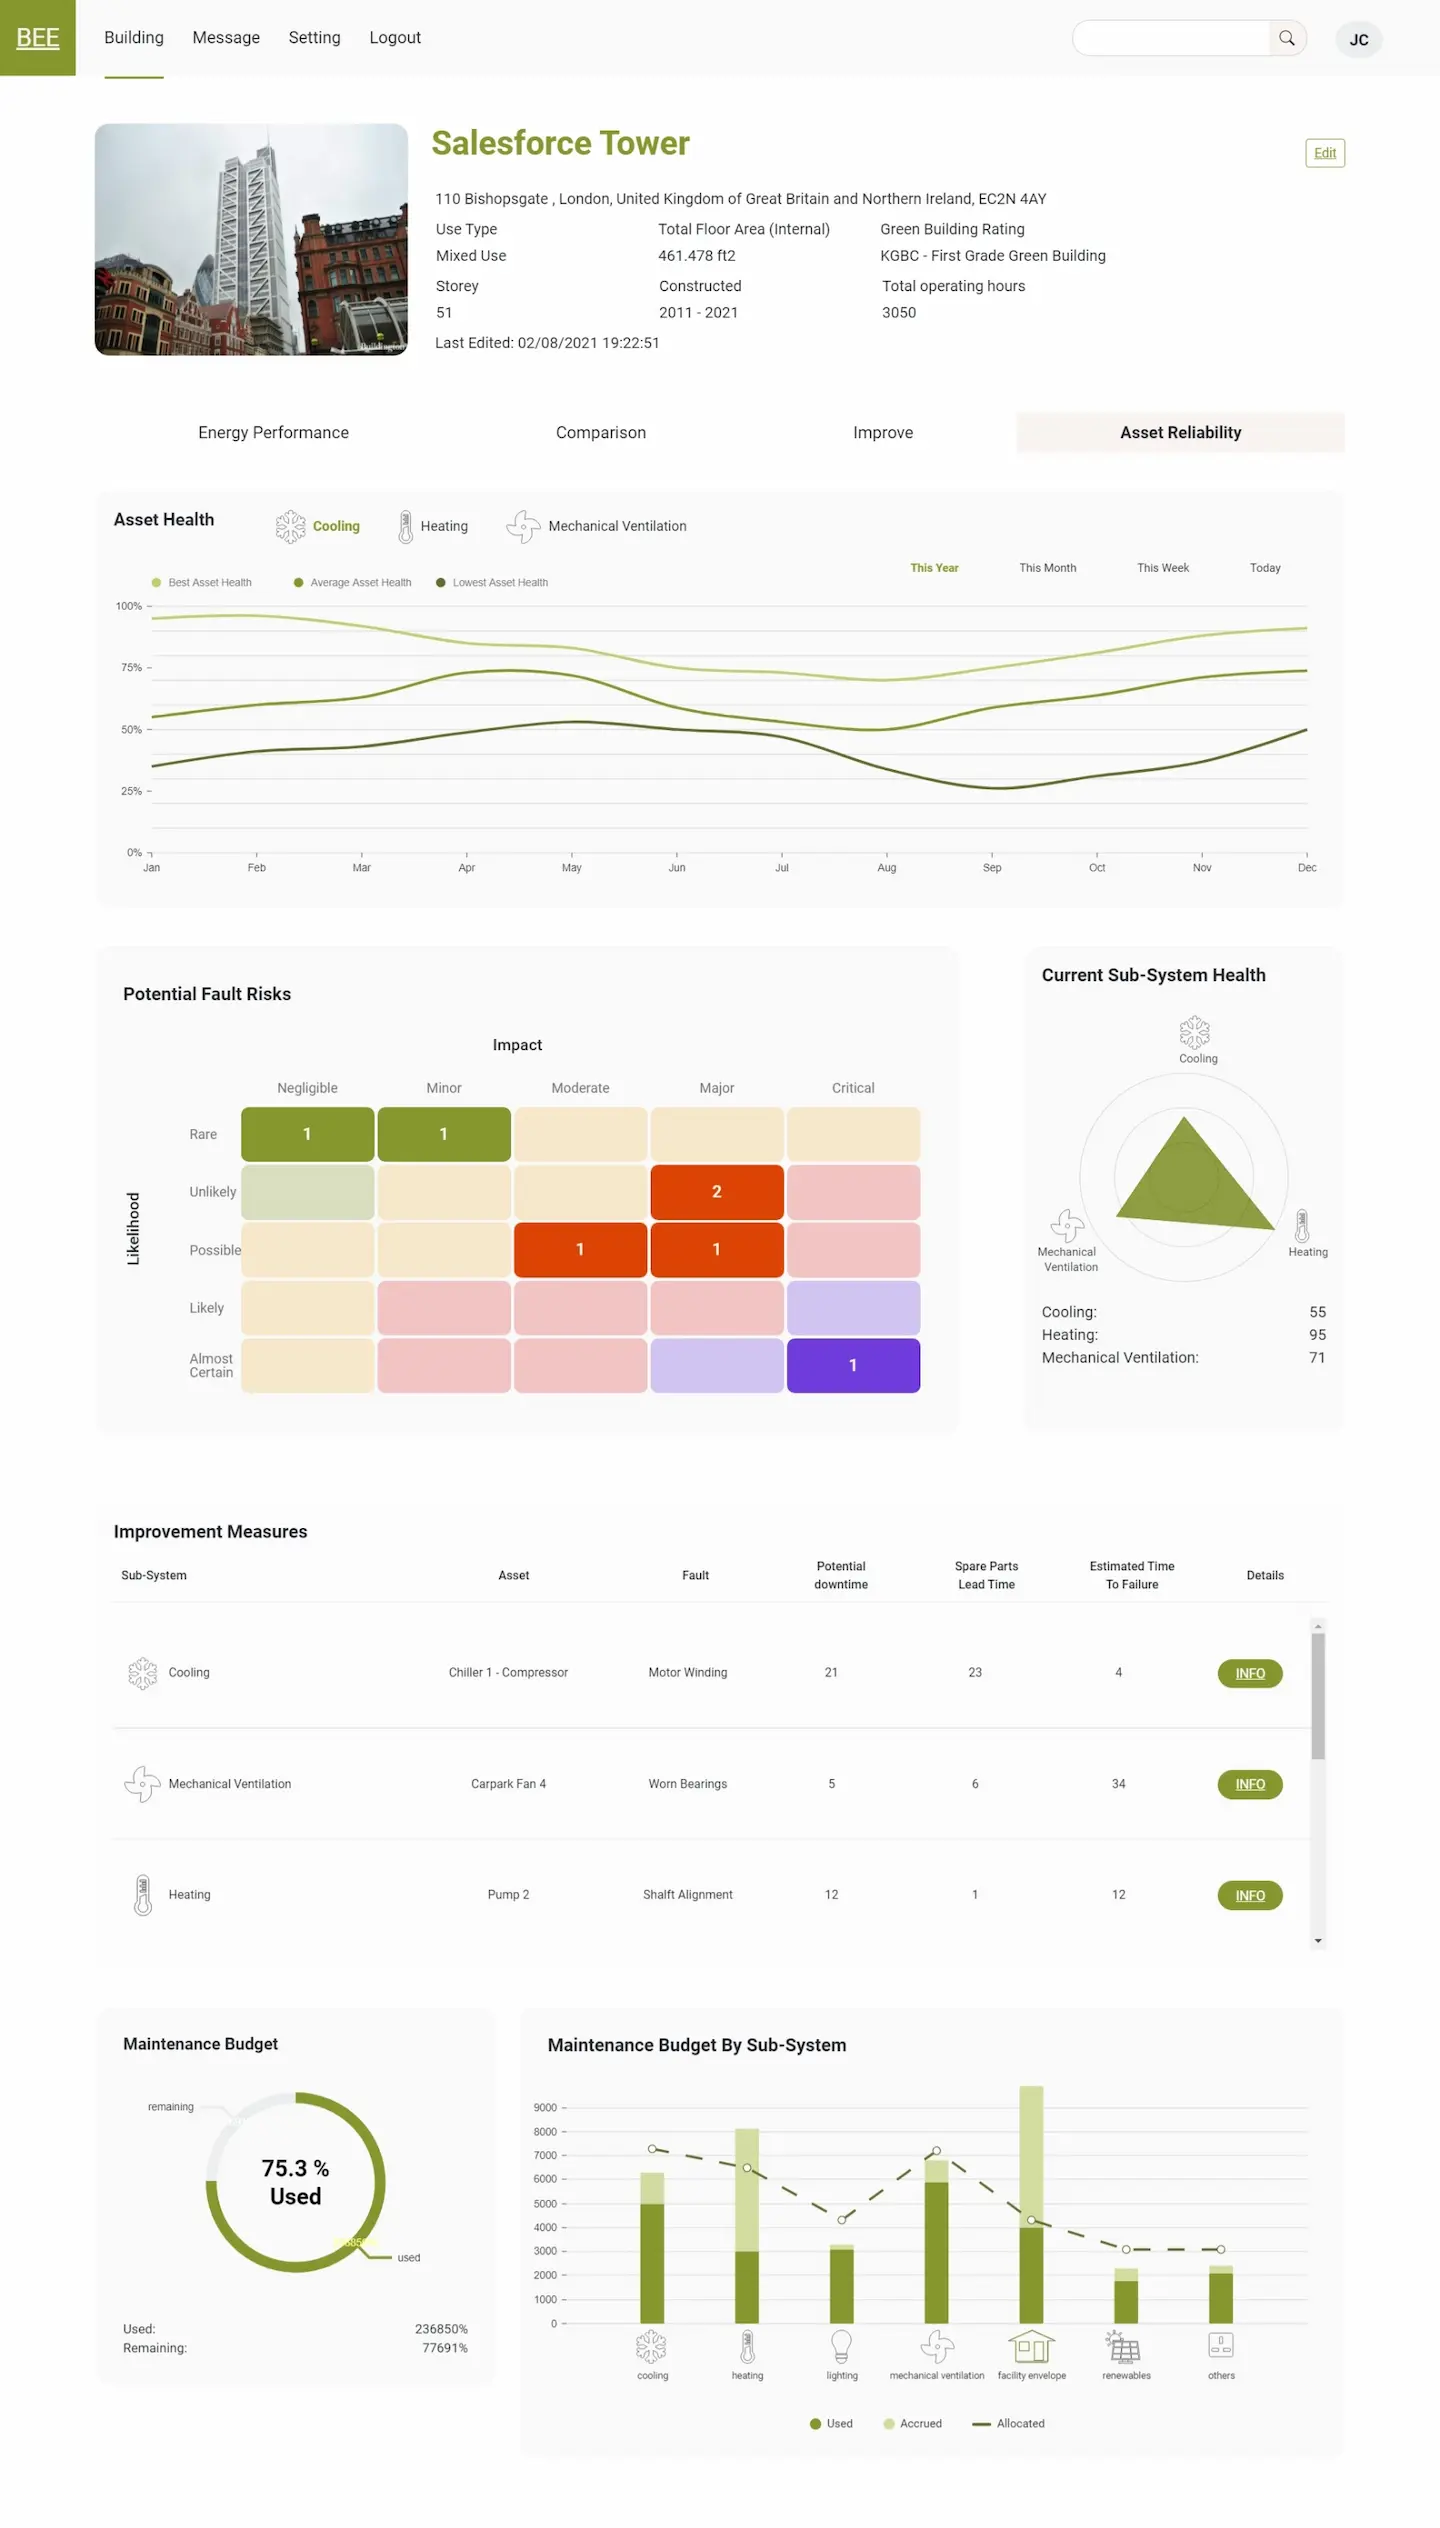 BEE
Building Message Setting Logout
JC
Salesforce Tower
Edit
110 Bishopsgate , London, United Kingdom of Great Britain and Northern Ireland, EC2N 4AY
Use Type Total Floor Area (Internal) Green Building Rating
Mixed Use 461.478 ft2 KGBC - First Grade Green Building
Storey Constructed Total operating hours
51 2011 - 2021 3050
Last Edited: 02/08/2021 19:22:51
Buildington
Energy Performance Comparison Improve Asset Reliability
Asset Health Cooling Heating Mechanical Ventilation
This Year This Month This Week Today
Best Asset Health Average Asset Health Lowest Asset Health
100%
75%
50%
25%
0%
Jan Feb Mar Apr May Jun Jul Aug Sep Oct Nov Dec
Potential Fault Risks
Impact
Negligible Minor Moderate Major Critical
Likelihood
Rare 1 1
Unlikely 2
Possible 1 1
Likely
Almost
Certain
1
Current Sub-System Health
Cooling
Mechanical
Ventilation
Heating
Cooling: 55
Heating: 95
Mechanical Ventilation: 71
Improvement Measures
Sub-System Asset Fault Potential
downtime Spare Parts
Lead Time Estimated Time
To Failure Details
Cooling Chiller 1 - Compressor Motor Winding 21 23 4 INFO
Mechanical Ventilation Carpark Fan 4 Worn Bearings 5 6 34 INFO
Heating Pump 2 Shalft Alignment 12 1 12 INFO
Maintenance Budget
remaining
75.3 %
Used
used
Used: 236850%
Remaining: 77691%
Maintenance Budget By Sub-System
9000
8000
7000
6000
5000
4000
3000
2000
1000
0
cooling heating lighting mechanical ventilation facility envelope renewables others
Used Accrued Allocated